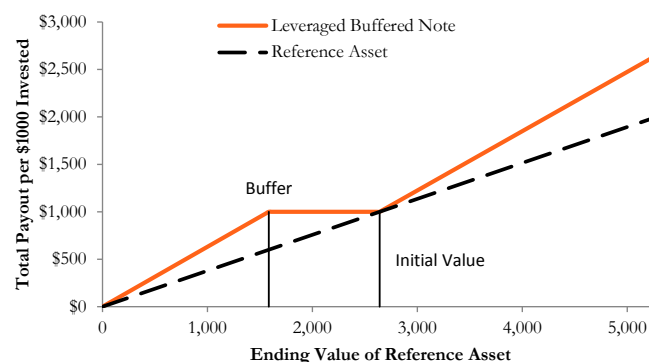 $3,000
Leveraged Buffered Note
Reference Asset
$2,500
$2,000
$1,500
$1,000
$500
$0
Total Payout per $1000 Invested
Buffer
Initial Value
0
1,000
2,000
3,000
4,000
5,000
Ending Value of Reference Asset